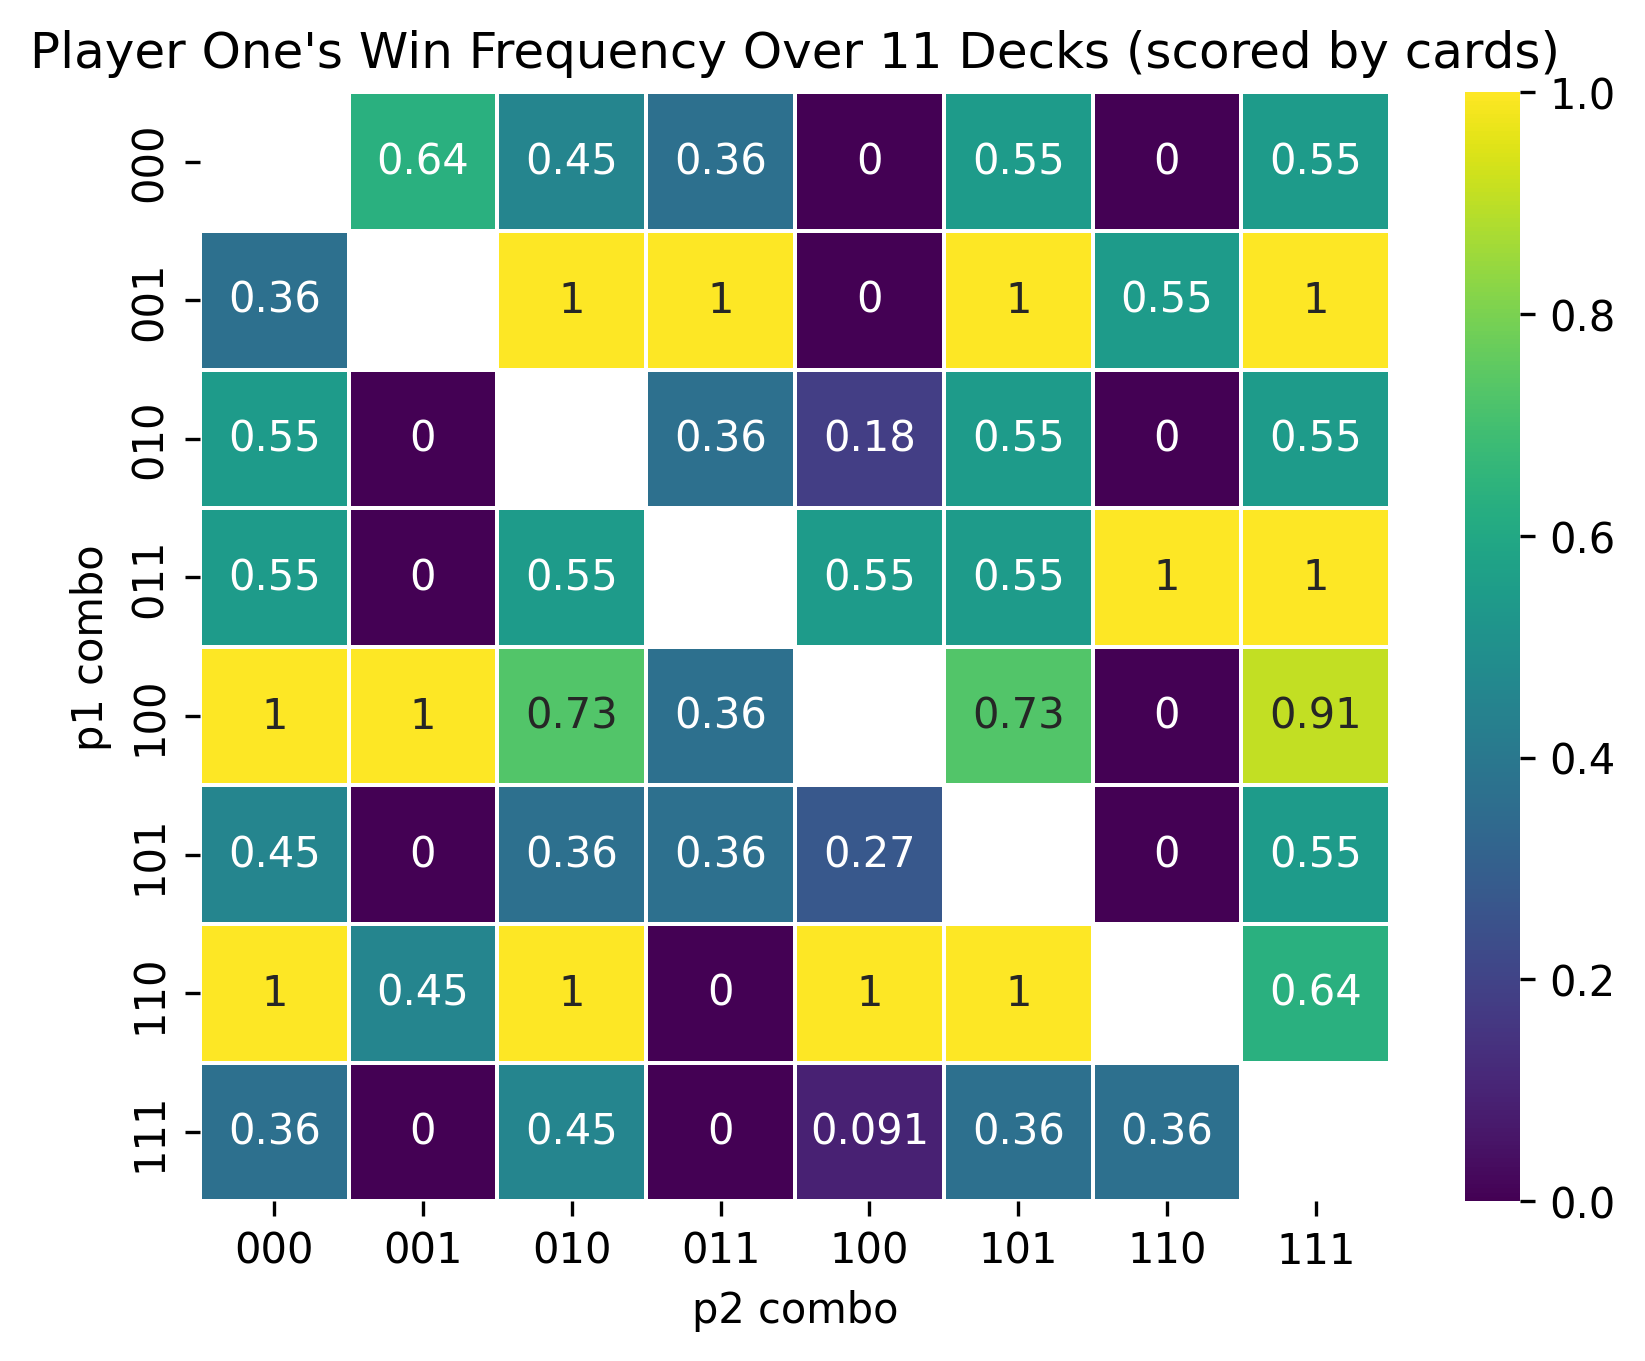 Player One's Win Frequency Over 11 Decks (scored by cards)
p1 combo
000 0.64 0.45 0.36 0 0.55 0 0.55
001 0.36 1 1 0 1 0.55 1
010 0.55 0 0.36 0.18 0.55 0 0.55
011 0.55 0 0.55 0.55 0.55 1 1
100 1 1 0.73 0.36 0.73 0 0.91
101 0.45 0 0.36 0.36 0.27 0 0.55
110 1 0.45 1 0 1 1 0.64
111 0.36 0 0.45 0 0.091 0.36 0.36
000 001 010 011 100 101 110 111
p2 combo
1.0
0.8
0.6
0.4
0.2
0.0